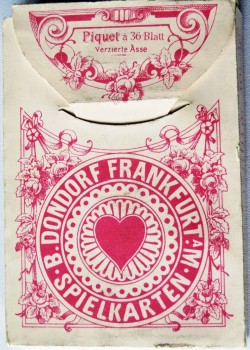 Piquet à 36 Blatt
Verzierte Asse
B. DONDORF FRANKFURT A/M.
· SPIELKARTEN ·